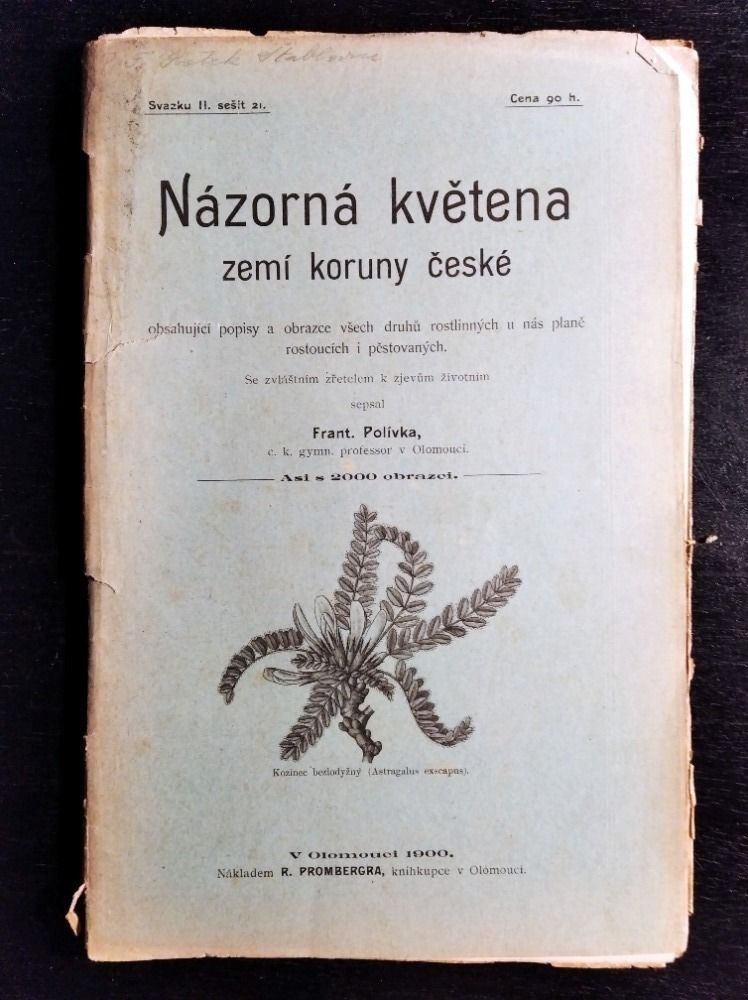 Svazku II. sešit 21.
Cena 90 h.
Názorná květena
zemí koruny české
obsahující popisy a obrazce všech druhů rostlinných u nás planě
rostoucích i pěstovaných.
Se zvláštním zřetelem k zjevům životním
sepsal
Frant. Polívka,
c. k. gymn. professor v Olomouci.
Asi s 2000 obrazci.
Kozinec bezlodyžný (Astragalus exscapus).
V Olomouci 1900.
Nákladem R. PROMBERGRA, knihkupce v Olomouci.